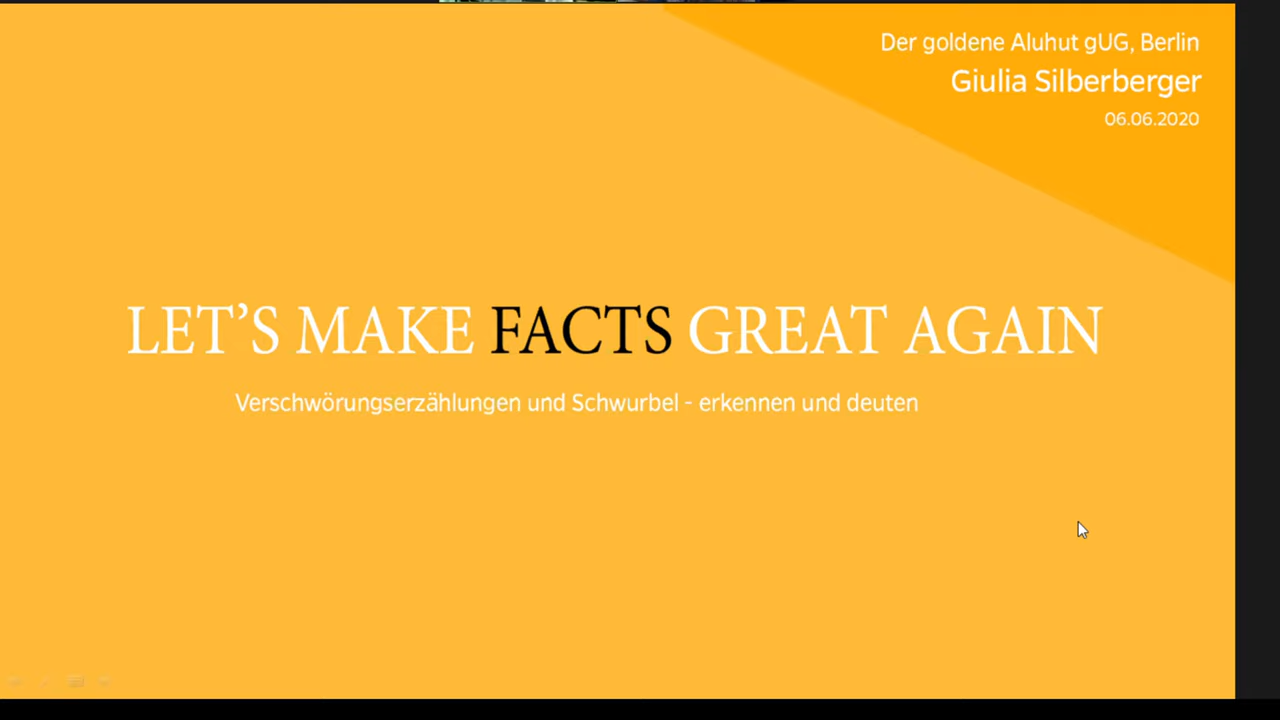 Der goldene Aluhut gUG, Berlin
Giulia Silberberger
06.06.2020
LET’S MAKE FACTS GREAT AGAIN
Verschwörungserzählungen und Schwurbel - erkennen und deuten